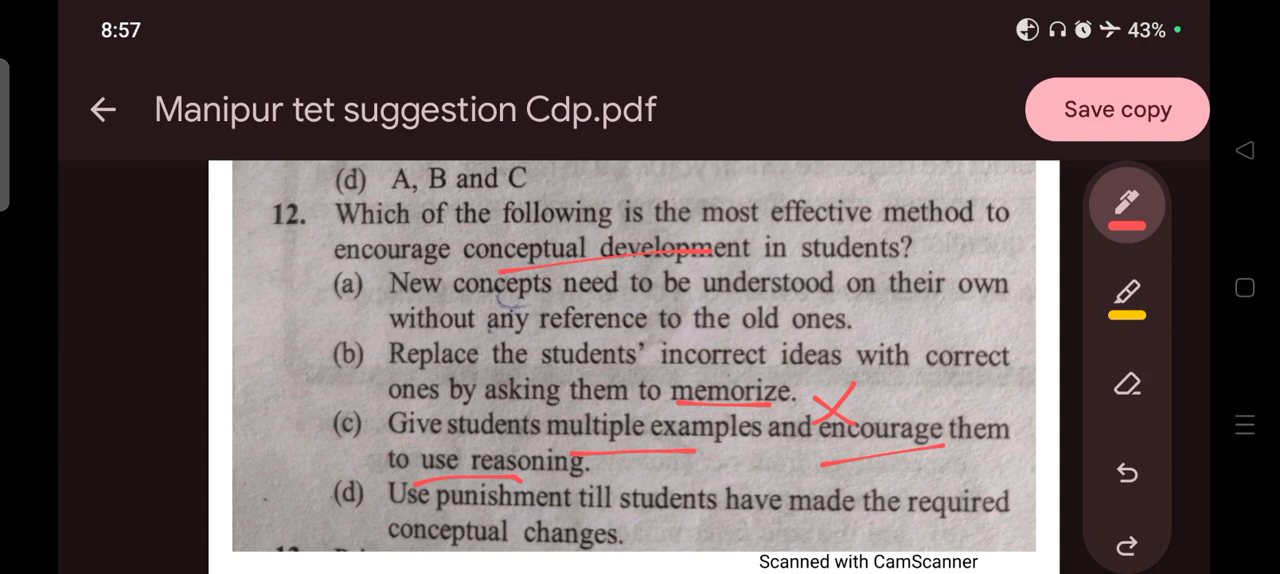 8:57
43%
Manipur tet suggestion Cdp.pdf
Save copy
(d) A, B and C
12. Which of the following is the most effective method to
encourage conceptual development in students?
(a) New concepts need to be understood on their own
without any reference to the old ones.
(b) Replace the students' incorrect ideas with correct
ones by asking them to memorize.
(c) Give students multiple examples and encourage them
to use reasoning.
(d) Use punishment till students have made the required
conceptual changes.
Scanned with CamScanner